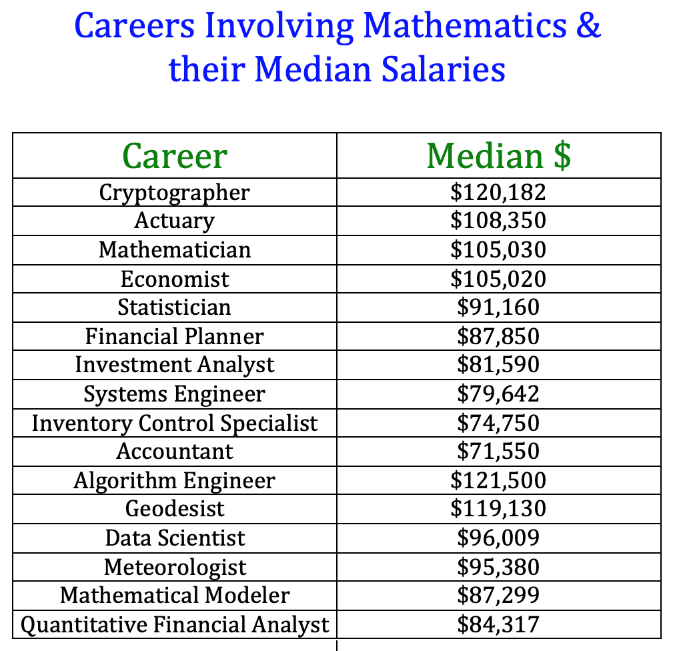 Careers Involving Mathematics &
their Median Salaries
Career Median $
Cryptographer $120,182
Actuary $108,350
Mathematician $105,030
Economist $105,020
Statistician $91,160
Financial Planner $87,850
Investment Analyst $81,590
Systems Engineer $79,642
Inventory Control Specialist $74,750
Accountant $71,550
Algorithm Engineer $121,500
Geodesist $119,130
Data Scientist $96,009
Meteorologist $95,380
Mathematical Modeler $87,299
Quantitative Financial Analyst $84,317